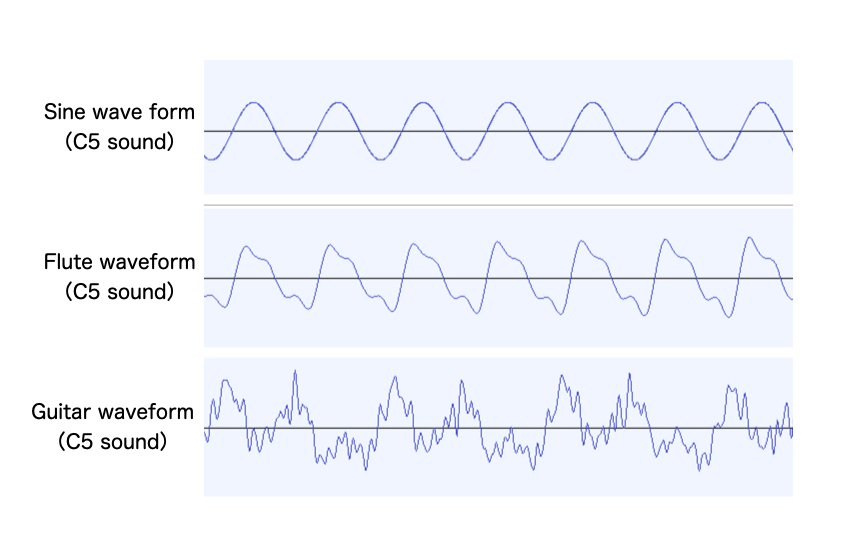 Sine wave form
(C5 sound)
Flute waveform
(C5 sound)
Guitar waveform
(C5 sound)